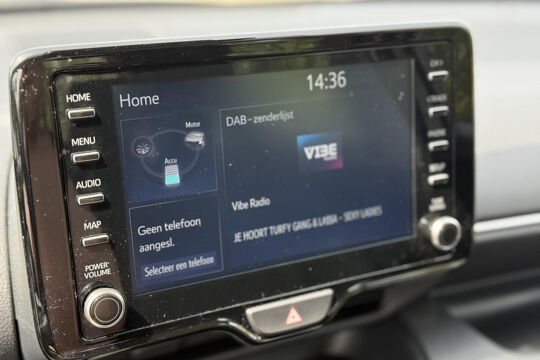 14:36
HOME
Home
MENU
AUDIO
MAP
POWER/
VOLUME
Motor
Accu
Geen telefoon
aangesl.
Selecteer een telefoon
DAB-zenderlijst
VIBE
Vibe Radio
JE HOORT TURFY GANG & LABBA - SEXY LADIES